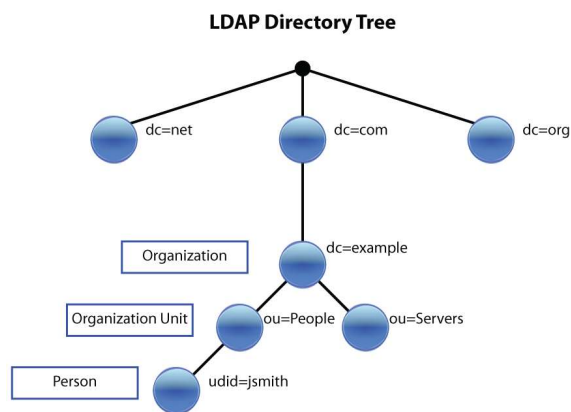 LDAP Directory Tree
dc=net
dc=com
dc=org
dc=example
Organization
Organization Unit
ou=People
ou=Servers
Person
udid=jsmith